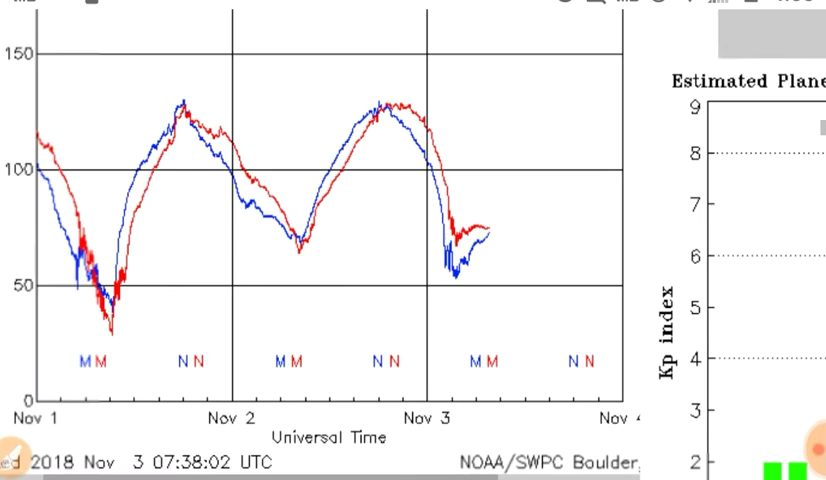 150
100
50
0
M M N N M M N N M M N N
Nov 1 Nov 2 Nov 3 Nov
Universal Time
ed 2018 Nov 3 07:38:02 UTC
NOAA/SWPC Boulder,
Estimated Plane
9
8
7
6
5
4
3
2
Kp index